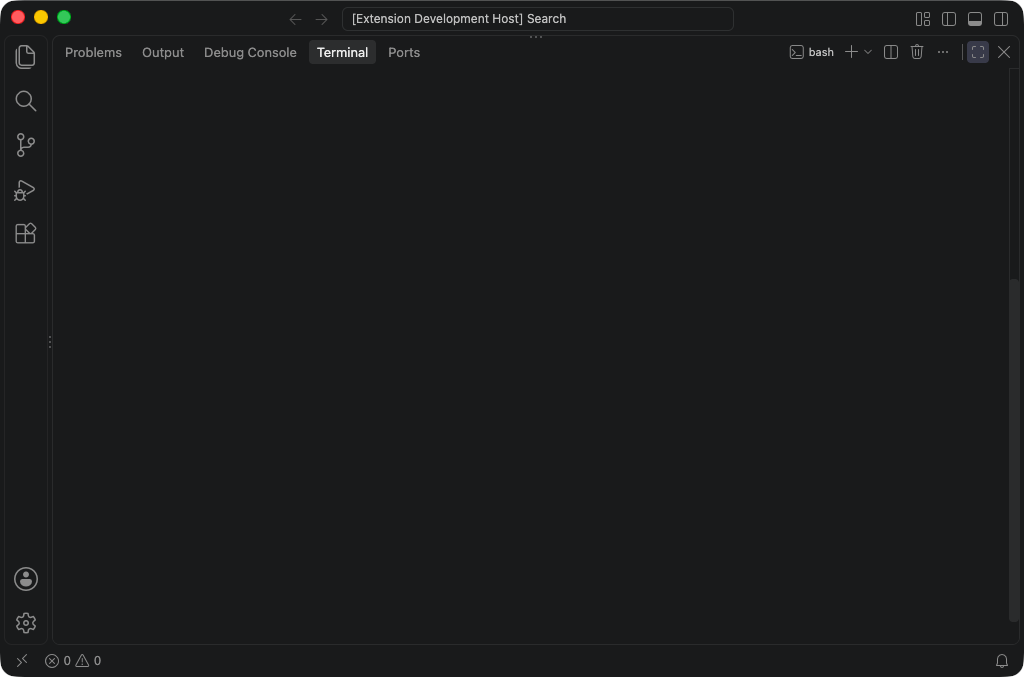 [Extension Development Host] Search
Problems Output Debug Console Terminal Ports bash
0 0